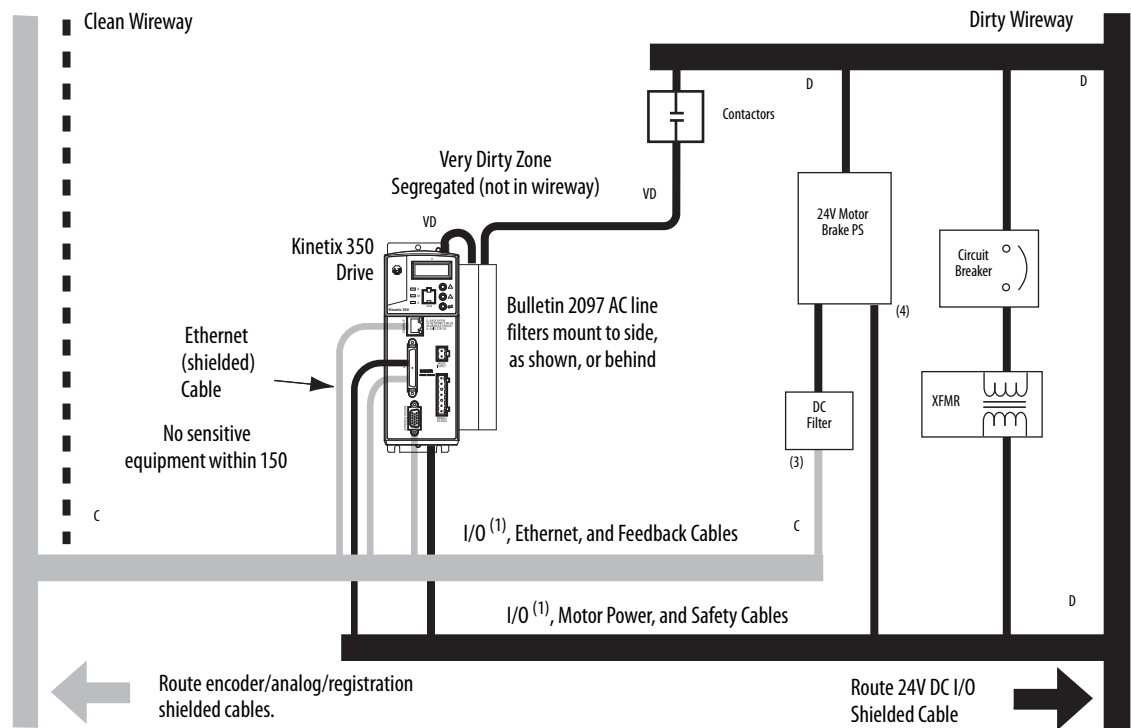 Clean Wireway
Dirty Wireway
D
D
Contactors
Very Dirty Zone
Segregated (not in wireway)
VD
VD
24V Motor
Brake PS
Circuit
Breaker
Kinetix 350
Drive
Kinetix 350
Bulletin 2097 AC line
filters mount to side,
as shown, or behind
(4)
Ethernet
(shielded)
Cable
XFMR
DC
Filter
No sensitive
equipment within 150
(3)
C
C
I/O (1), Ethernet, and Feedback Cables
D
I/O (1), Motor Power, and Safety Cables
Route encoder/analog/registration
shielded cables.
Route 24V DC I/O
Shielded Cable